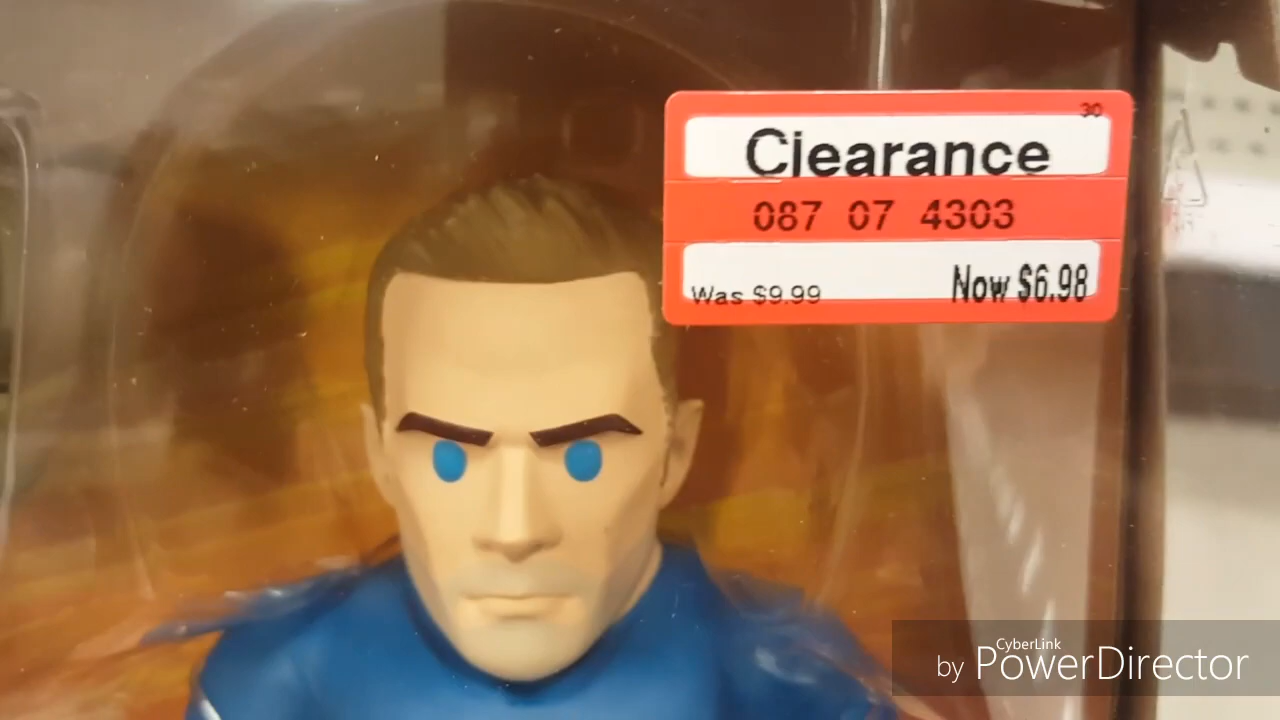 30
Clearance
087 07 4303
Was $9.99 Now $6.98
CyberLink
by PowerDirector